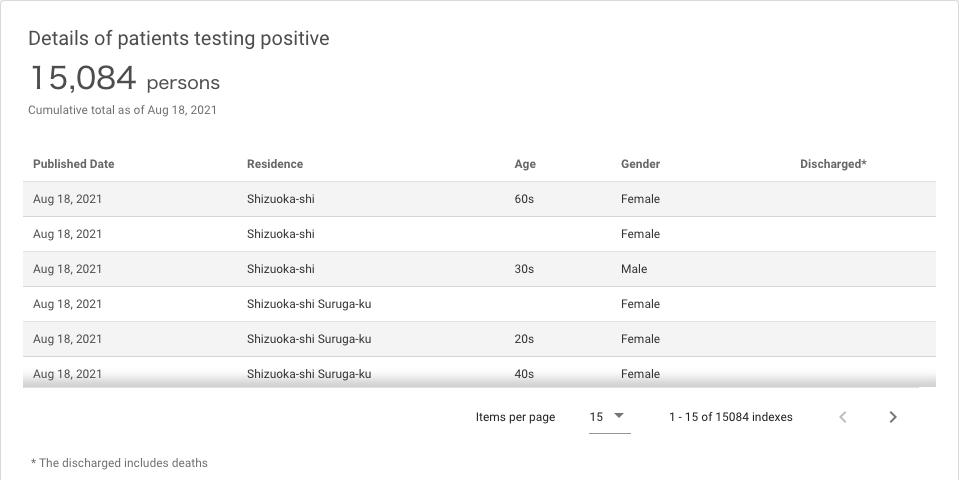 Details of patients testing positive
15,084 persons
Cumulative total as of Aug 18, 2021
Published Date Residence Age Gender Discharged*
Aug 18, 2021 Shizuoka-shi 60s Female
Aug 18, 2021 Shizuoka-shi Female
Aug 18, 2021 Shizuoka-shi 30s Male
Aug 18, 2021 Shizuoka-shi Suruga-ku Female
Aug 18, 2021 Shizuoka-shi Suruga-ku 20s Female
Aug 18, 2021 Shizuoka-shi Suruga-ku 40s Female
Items per page 15 1 - 15 of 15084 indexes
* The discharged includes deaths